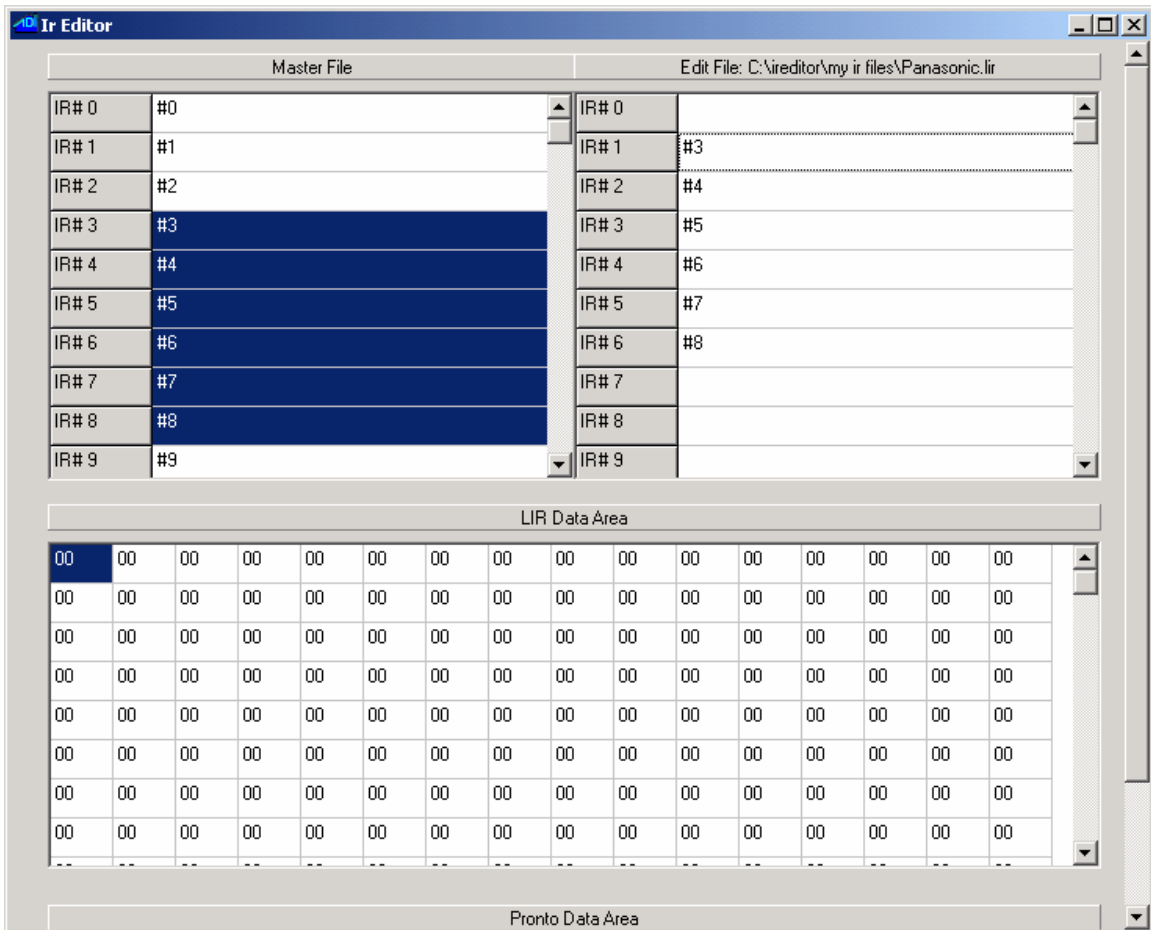 ADI Ir Editor
Master File Edit File: C:\ireditor\my ir files\Panasonic.lir
IR# 0 #0 IR# 0
IR# 1 #1 IR# 1 #3
IR# 2 #2 IR# 2 #4
IR# 3 #3 IR# 3 #5
IR# 4 #4 IR# 4 #6
IR# 5 #5 IR# 5 #7
IR# 6 #6 IR# 6 #8
IR# 7 #7 IR# 7
IR# 8 #8 IR# 8
IR# 9 #9 IR# 9
LIR Data Area
00 00 00 00 00 00 00 00 00 00 00 00 00 00 00 00
00 00 00 00 00 00 00 00 00 00 00 00 00 00 00 00
00 00 00 00 00 00 00 00 00 00 00 00 00 00 00 00
00 00 00 00 00 00 00 00 00 00 00 00 00 00 00 00
00 00 00 00 00 00 00 00 00 00 00 00 00 00 00 00
00 00 00 00 00 00 00 00 00 00 00 00 00 00 00 00
00 00 00 00 00 00 00 00 00 00 00 00 00 00 00 00
00 00 00 00 00 00 00 00 00 00 00 00 00 00 00 00
Pronto Data Area